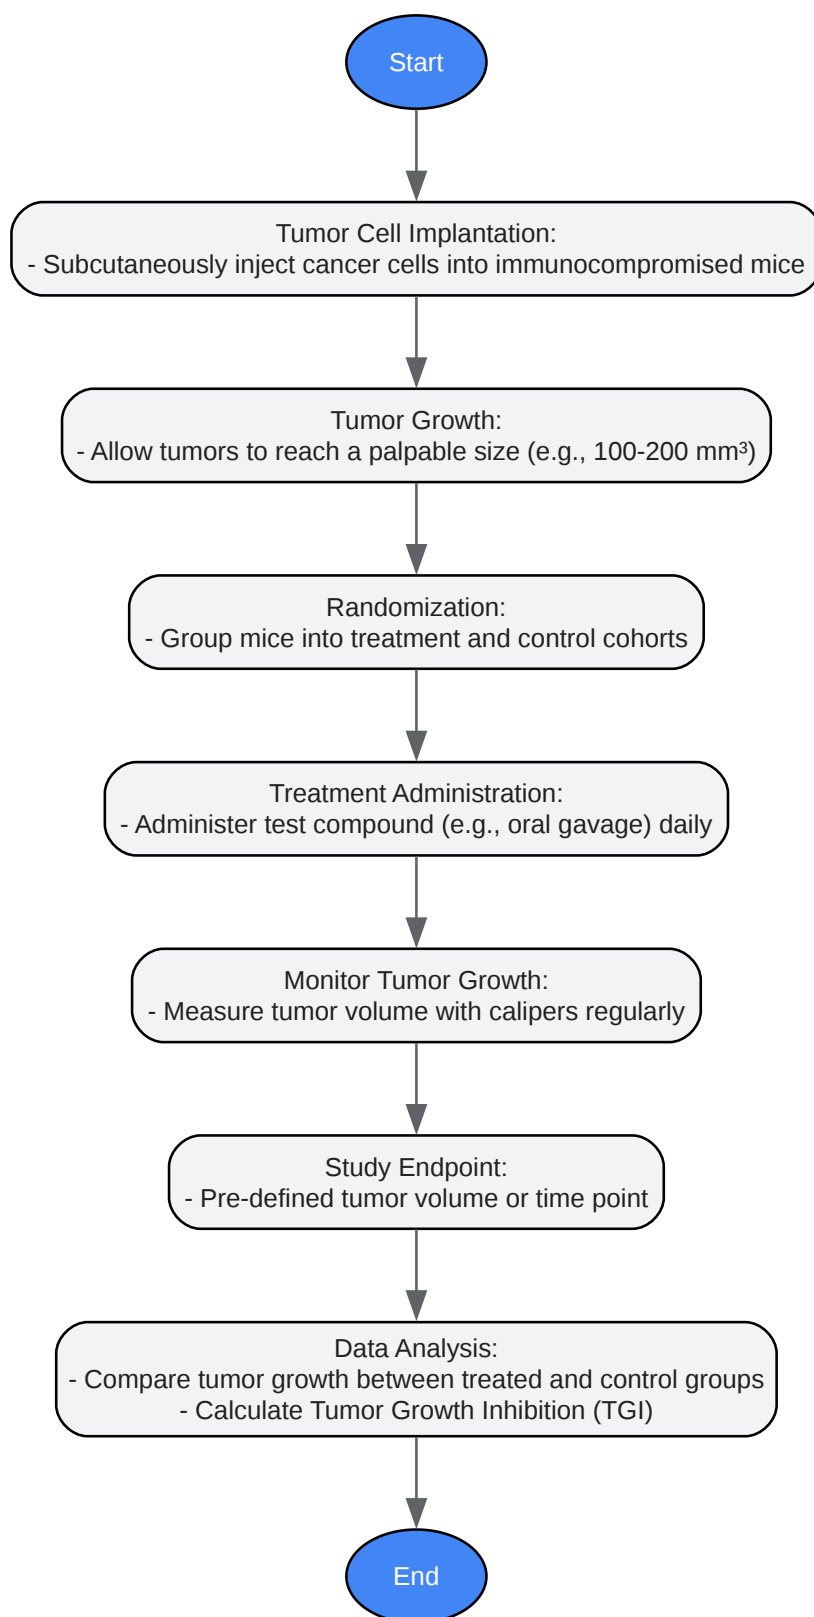 Start
Tumor Cell Implantation:
- Subcutaneously inject cancer cells into immunocompromised mice
Tumor Growth:
- Allow tumors to reach a palpable size (e.g., 100-200 mm³)
Randomization:
- Group mice into treatment and control cohorts
Treatment Administration:
- Administer test compound (e.g., oral gavage) daily
Monitor Tumor Growth:
- Measure tumor volume with calipers regularly
Study Endpoint:
- Pre-defined tumor volume or time point
Data Analysis:
- Compare tumor growth between treated and control groups
- Calculate Tumor Growth Inhibition (TGI)
End